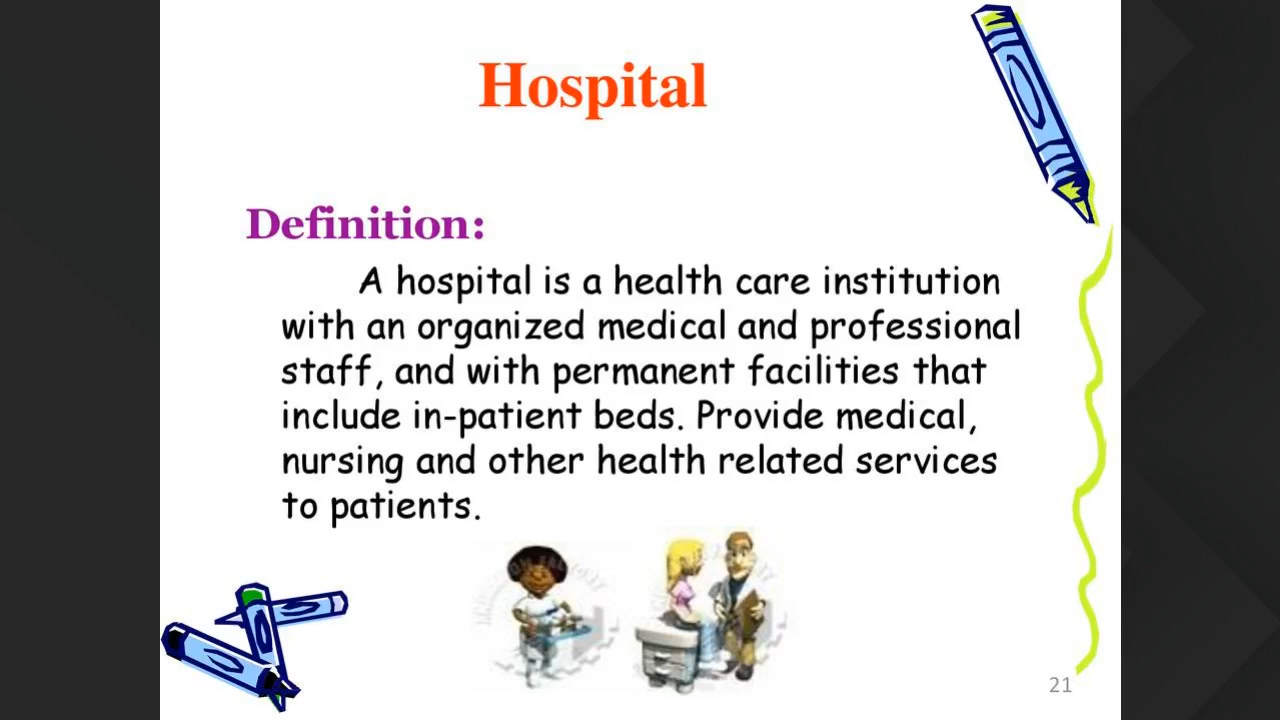 Hospital
Definition:
A hospital is a health care institution
with an organized medical and professional
staff, and with permanent facilities that
include in-patient beds. Provide medical,
nursing and other health related services
to patients.
21